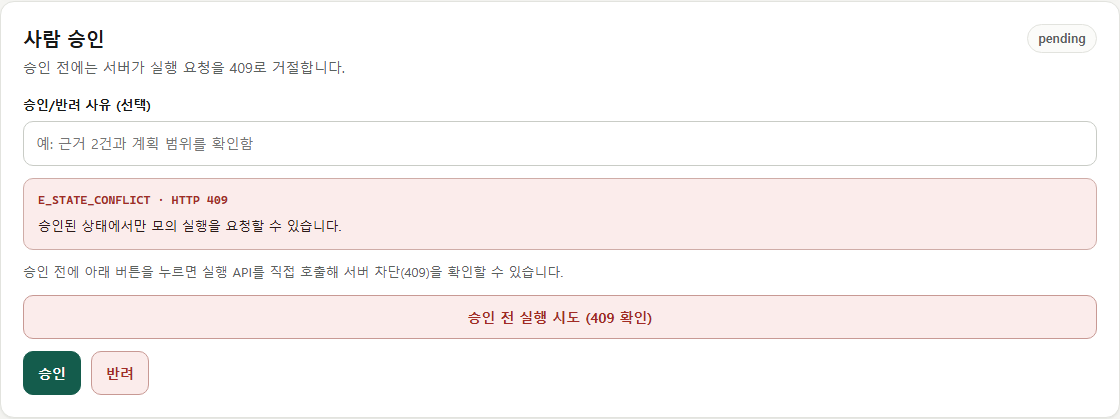 사람 승인
pending
승인 전에는 서버가 실행 요청을 409로 거절합니다.
승인/반려 사유 (선택)
예: 근거 2건과 계획 범위를 확인함
E_STATE_CONFLICT · HTTP 409
승인된 상태에서만 모의 실행을 요청할 수 있습니다.
승인 전에 아래 버튼을 누르면 실행 API를 직접 호출해 서버 차단(409)을 확인할 수 있습니다.
승인 전 실행 시도 (409 확인)
승인
반려